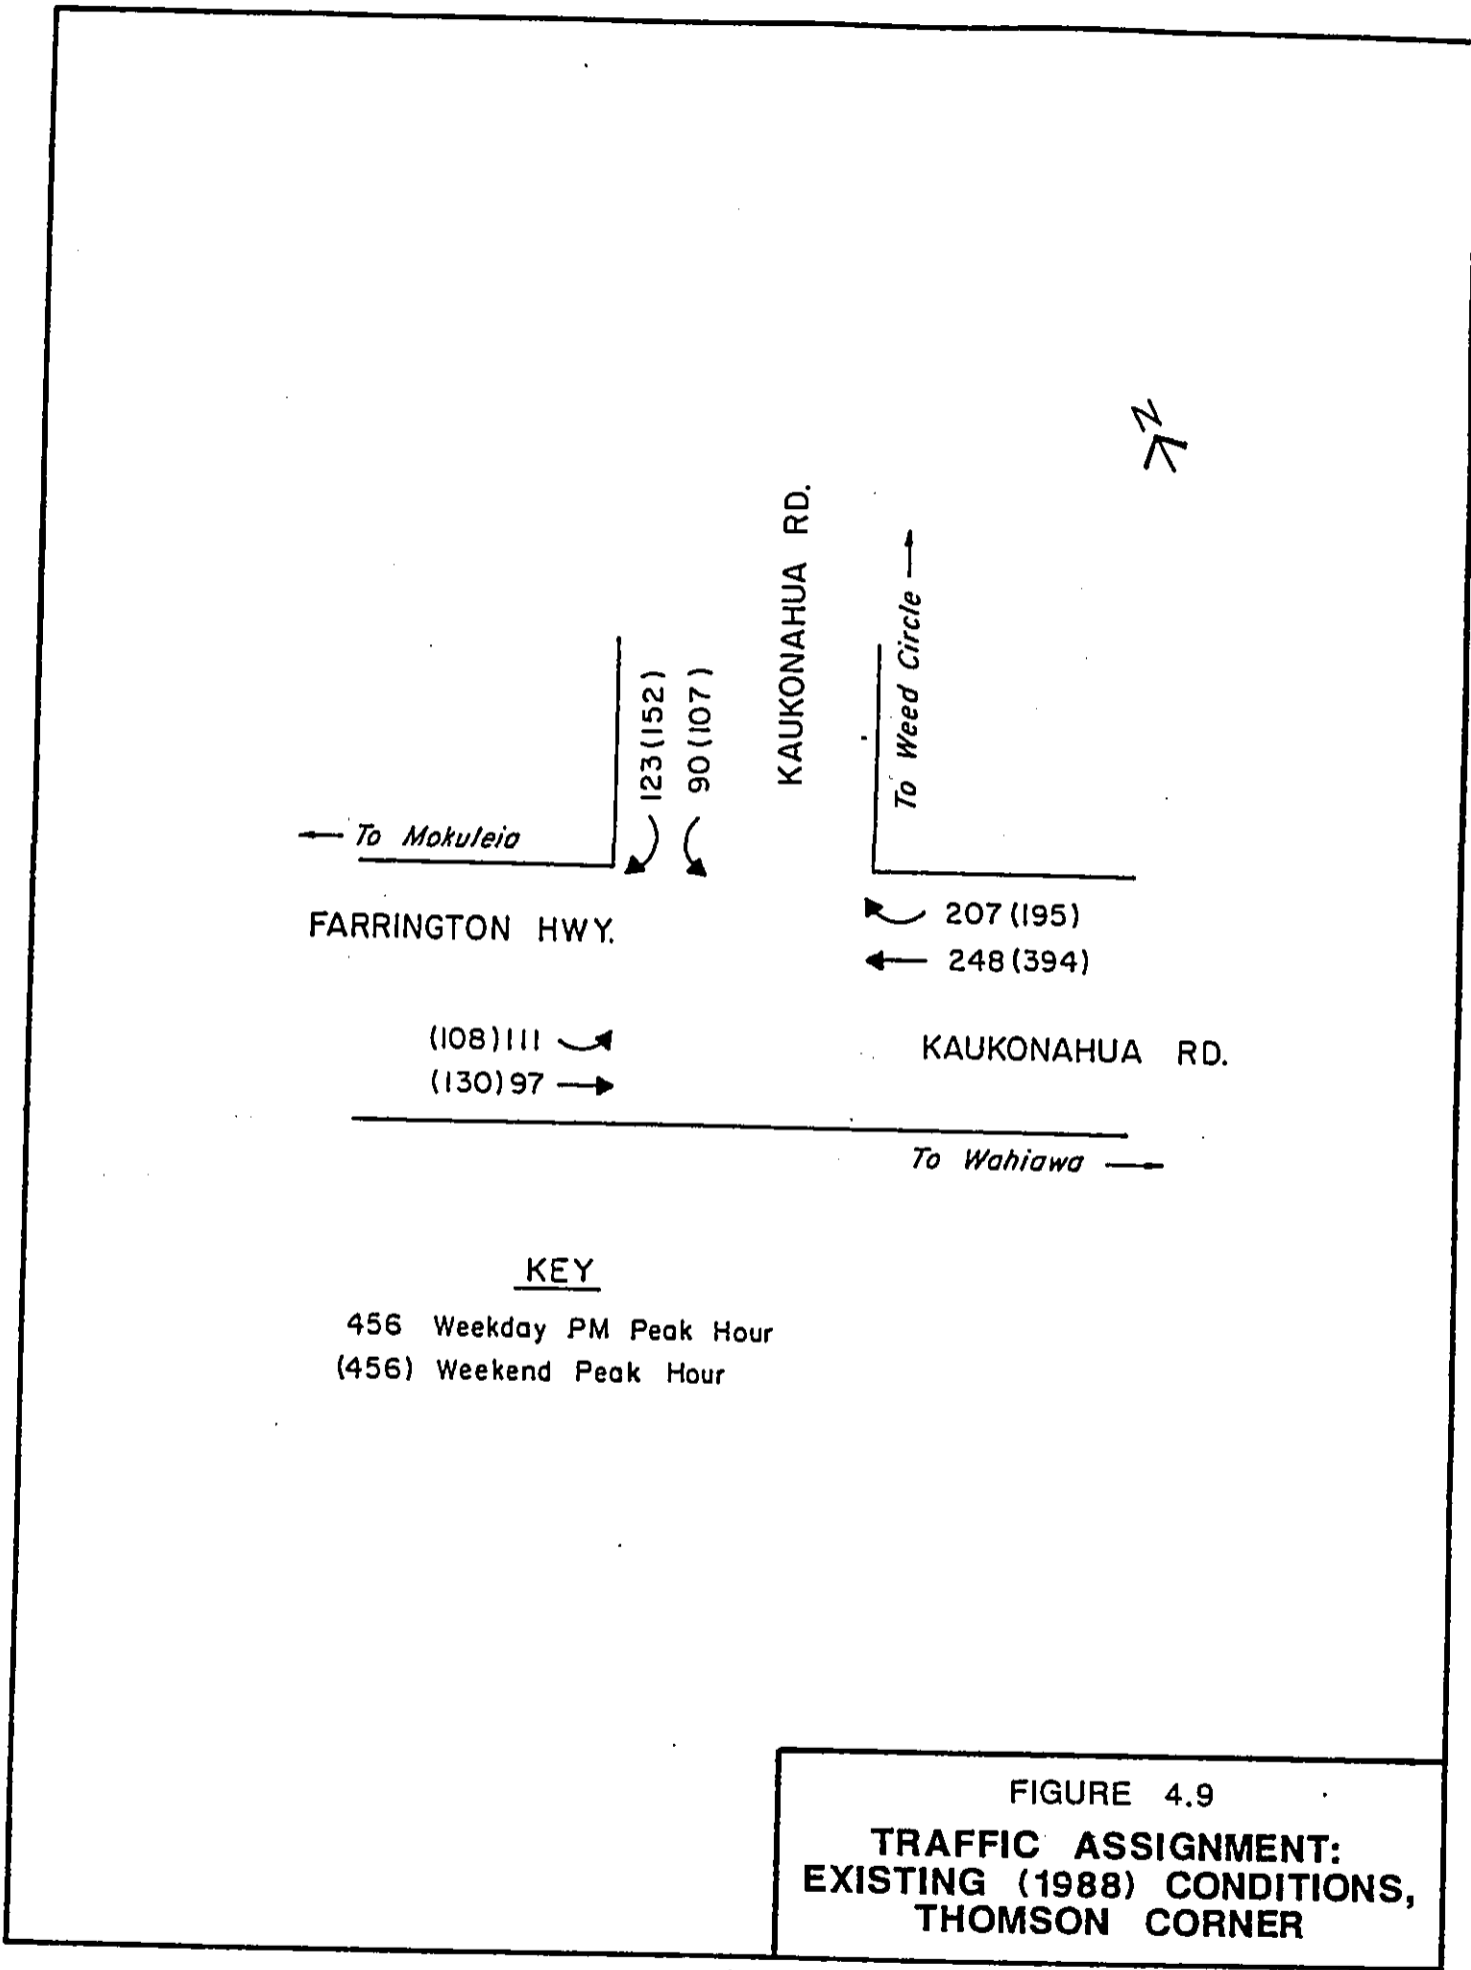 N
KAUKONAHUA RD.
To Weed Circle
123(152)
90(107)
To Mokuleia
FARRINGTON HWY.
207(195)
248(394)
(108)111
(130)97
KAUKONAHUA RD.
To Wahiawa
KEY
456 Weekday PM Peak Hour
(456) Weekend Peak Hour
FIGURE 4.9
TRAFFIC ASSIGNMENT:
EXISTING (1988) CONDITIONS,
THOMSON CORNER